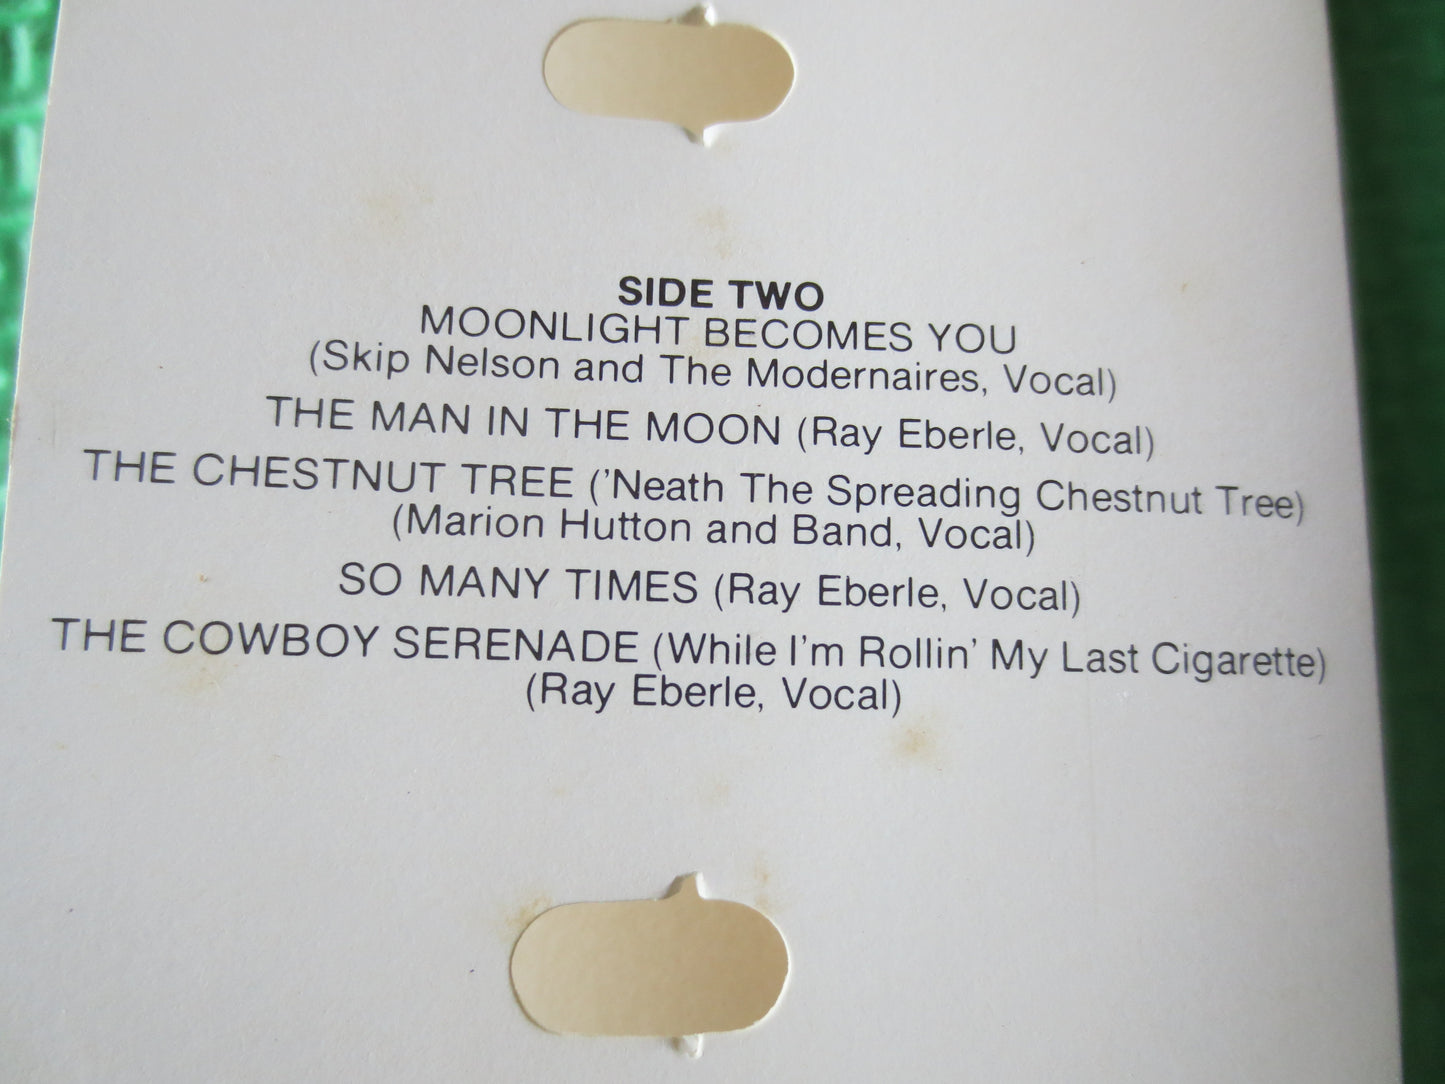 SIDE TWO
MOONLIGHT BECOMES YOU
(Skip Nelson and The Modernaires, Vocal)
THE MAN IN THE MOON (Ray Eberle, Vocal)
THE CHESTNUT TREE ('Neath The Spreading Chestnut Tree)
(Marion Hutton and Band, Vocal)
SO MANY TIMES (Ray Eberle, Vocal)
THE COWBOY SERENADE (While I'm Rollin' My Last Cigarette)
(Ray Eberle, Vocal)